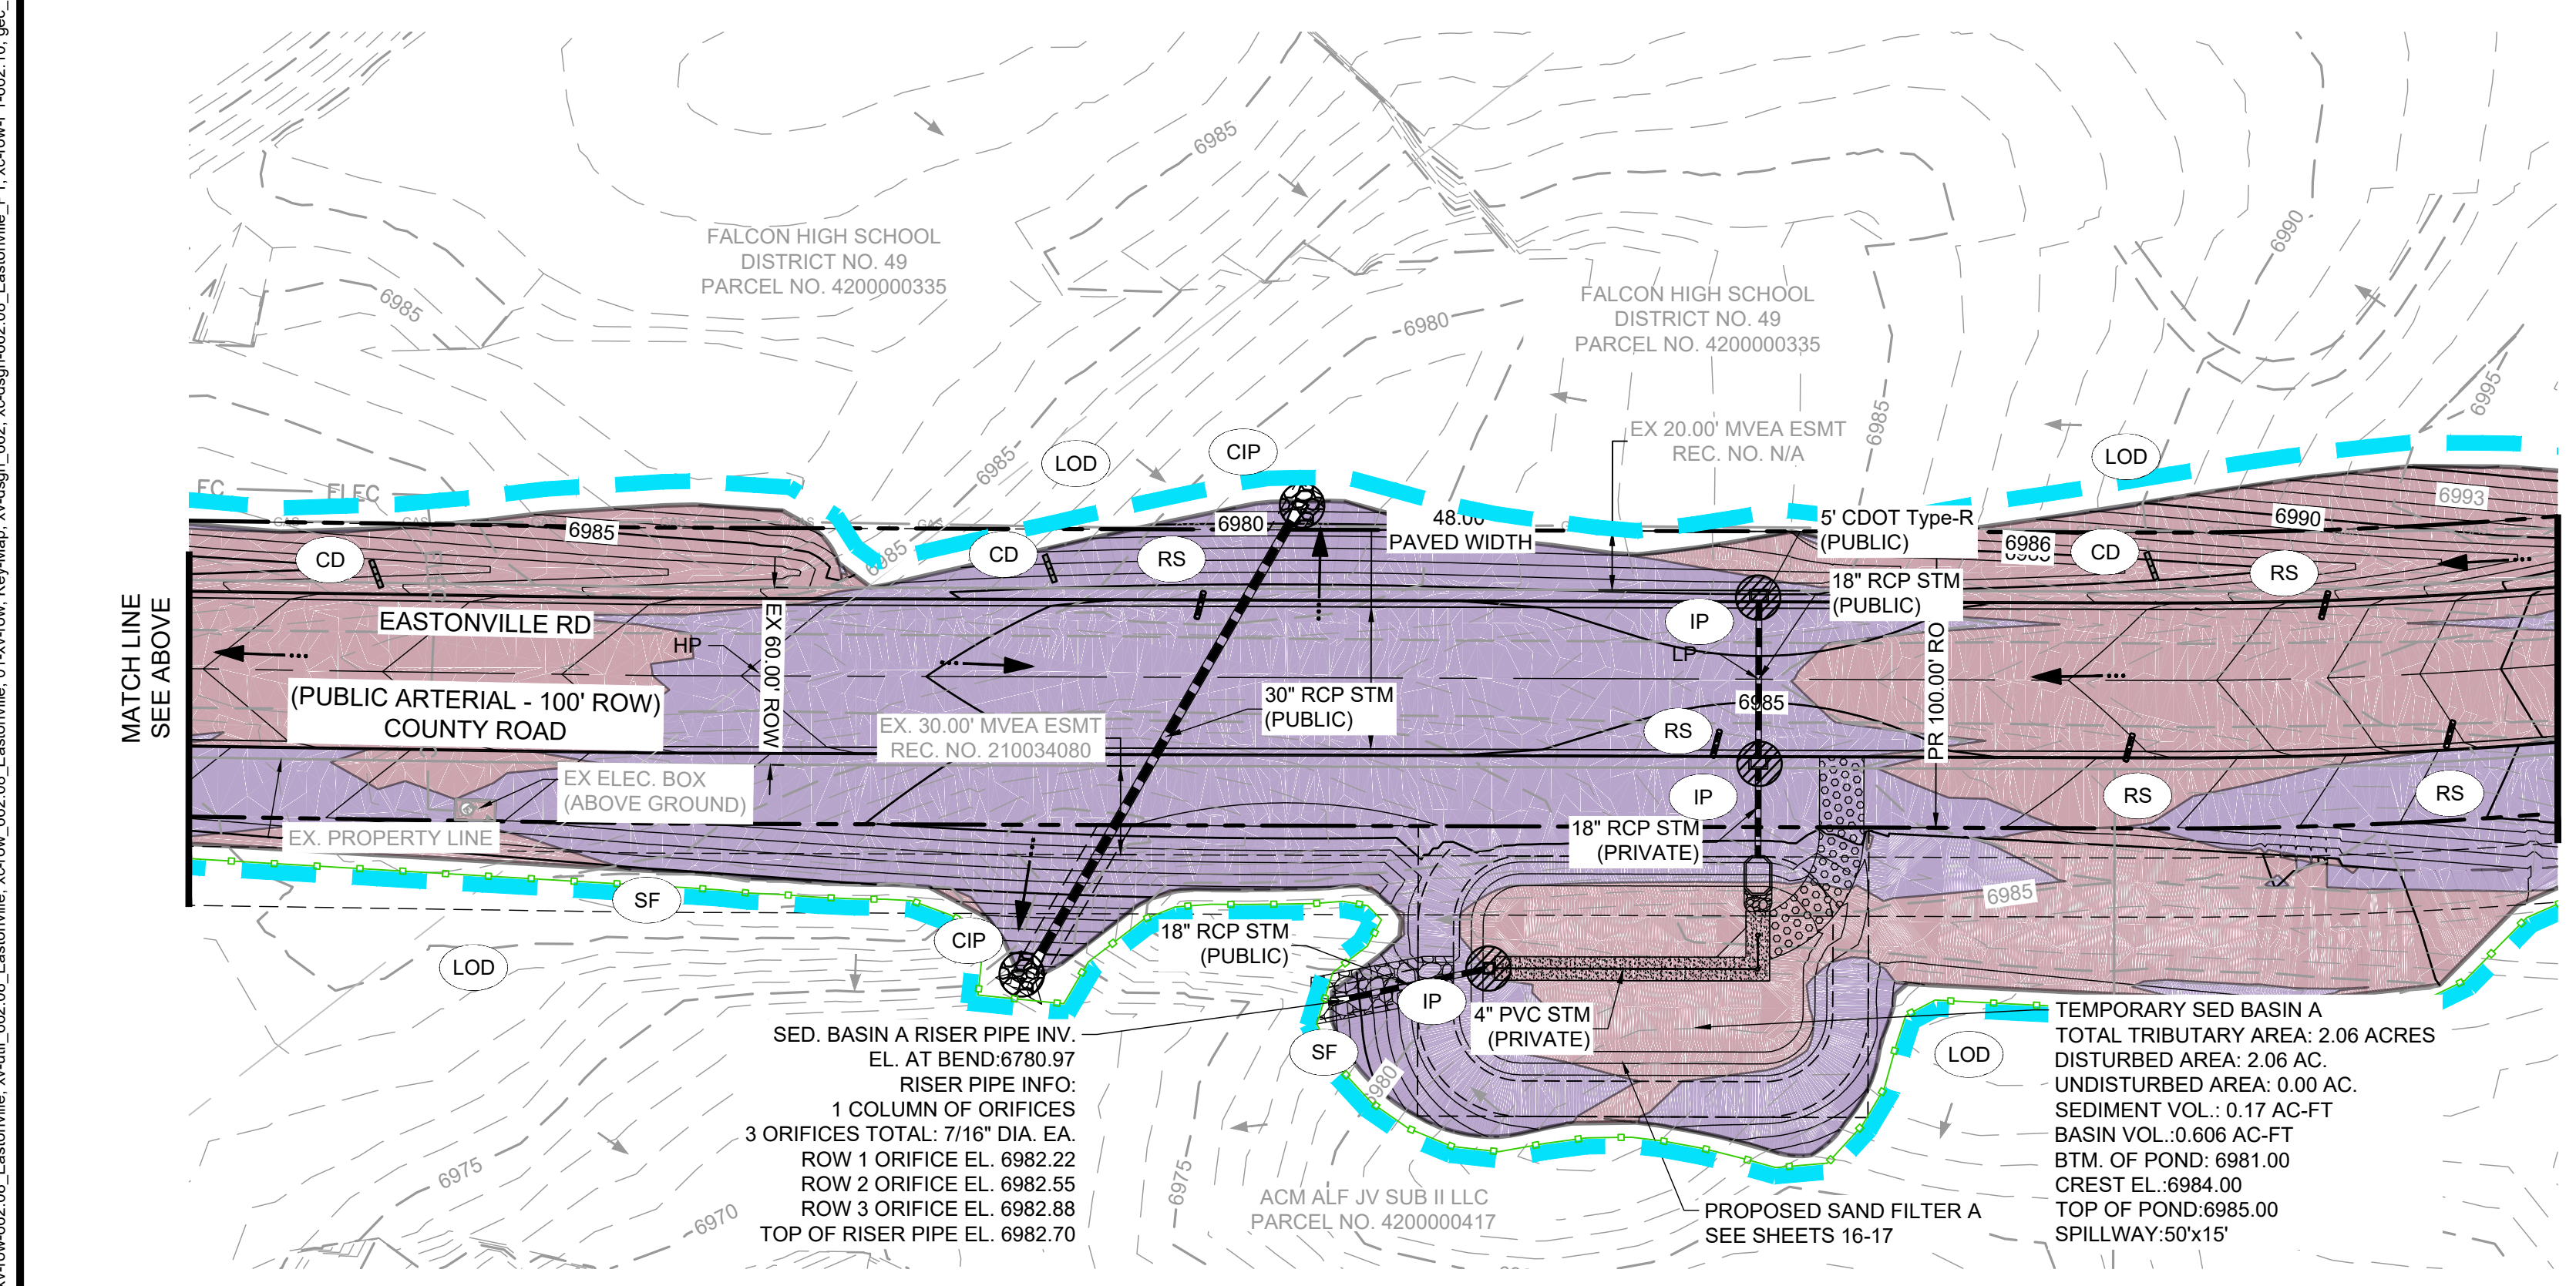 6985
6990
FALCON HIGH SCHOOL
DISTRICT NO. 49
PARCEL NO. 4200000335
FALCON HIGH SCHOOL
DISTRICT NO. 49
PARCEL NO. 4200000335
6985
6980
6995
6985
EX 20.00' MVEA ESMT
REC. NO. N/A
CIP
LOD
LOD
6985
ELEC
6993
6985
6980
48.00
PAVED WIDTH
5' CDOT Type-R
(PUBLIC)
6990
6986
CD
CD
RS
CD
RS
6985
18" RCP STM
(PUBLIC)
MATCH LINE
SEE ABOVE
EASTONVILLE RD
HP
EX 60.00' ROW
IP
LP
PR 100.00' RO
(PUBLIC ARTERIAL - 100' ROW)
COUNTY ROAD
30" RCP STM
(PUBLIC)
6985
EX. 30.00' MVEA ESMT
REC. NO. 210034080
RS
EX ELEC. BOX
(ABOVE GROUND)
IP
RS
RS
EX. PROPERTY LINE
18" RCP STM
(PRIVATE)
6985
SF
CIP
18" RCP STM
(PUBLIC)
LOD
IP
4" PVC STM
(PRIVATE)
SF
LOD
SED. BASIN A RISER PIPE INV.
EL. AT BEND:6780.97
RISER PIPE INFO:
1 COLUMN OF ORIFICES
3 ORIFICES TOTAL: 7/16" DIA. EA.
ROW 1 ORIFICE EL. 6982.22
ROW 2 ORIFICE EL. 6982.55
ROW 3 ORIFICE EL. 6982.88
TOP OF RISER PIPE EL. 6982.70
TEMPORARY SED BASIN A
TOTAL TRIBUTARY AREA: 2.06 ACRES
DISTURBED AREA: 2.06 AC.
UNDISTURBED AREA: 0.00 AC.
SEDIMENT VOL.: 0.17 AC-FT
BASIN VOL.:0.606 AC-FT
BTM. OF POND: 6981.00
CREST EL.:6984.00
TOP OF POND:6985.00
SPILLWAY:50'x15'
6980
6975
6975
6970
ACM ALF JV SUB II LLC
PARCEL NO. 4200000417
PROPOSED SAND FILTER A
SEE SHEETS 16-17